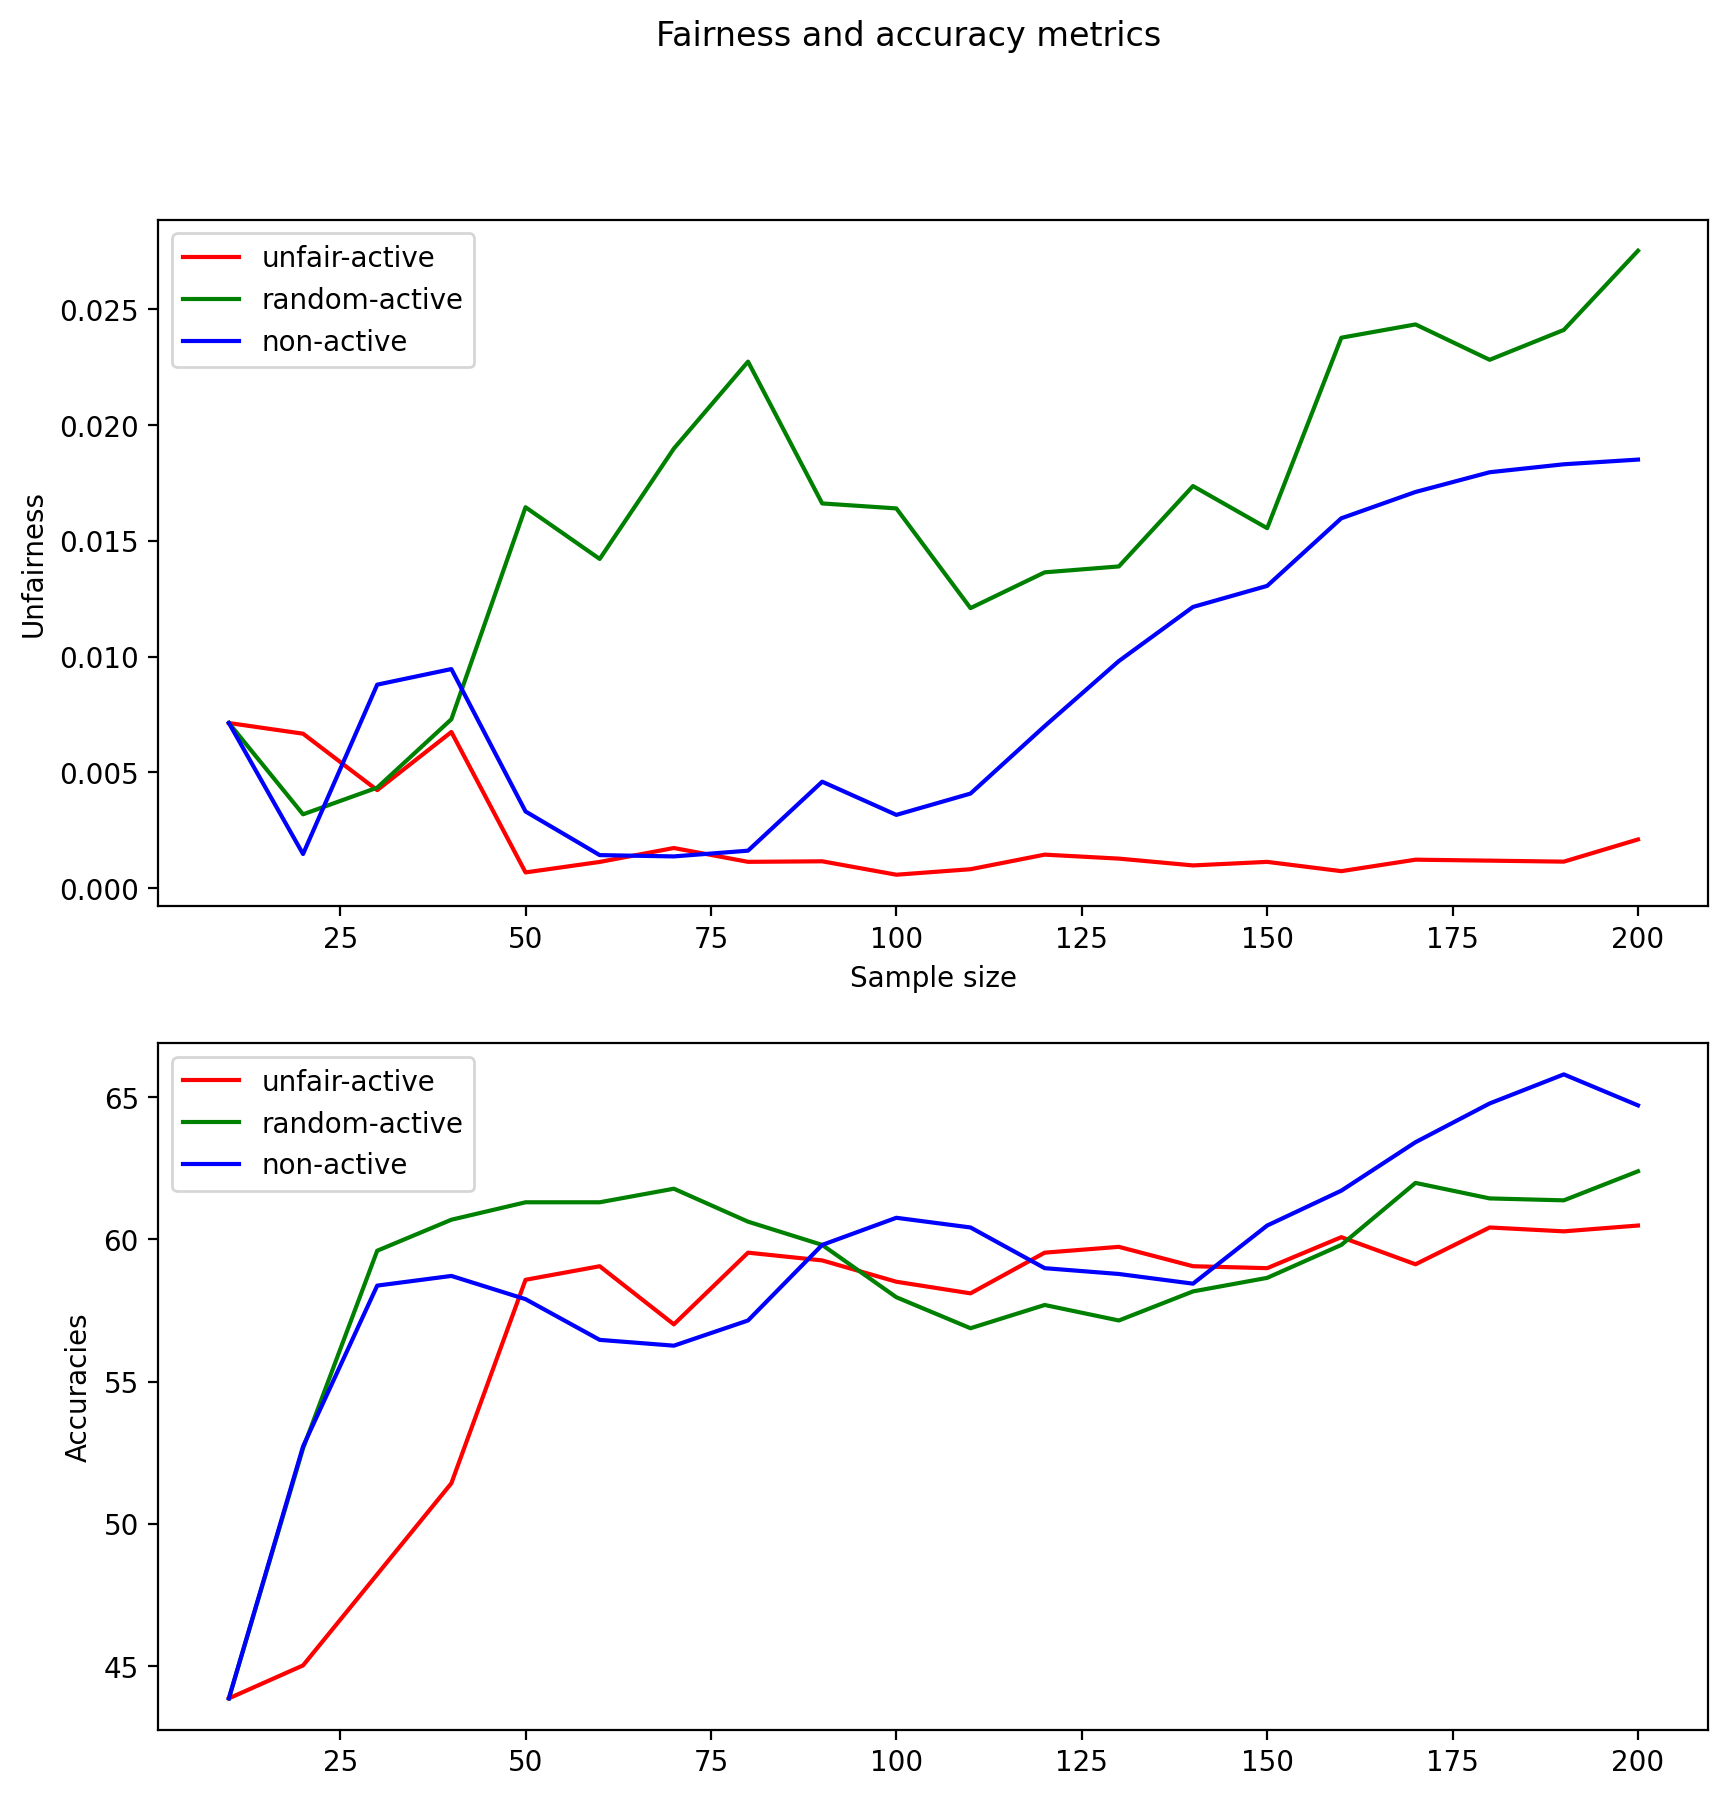 Fairness and accuracy metrics
unfair-active
random-active
non-active
0.025
0.020
0.015
0.010
0.005
0.000
Unfairness
25 50 75 100 125 150 175 200
Sample size
unfair-active
random-active
non-active
65
60
55
50
45
Accuracies
25 50 75 100 125 150 175 200